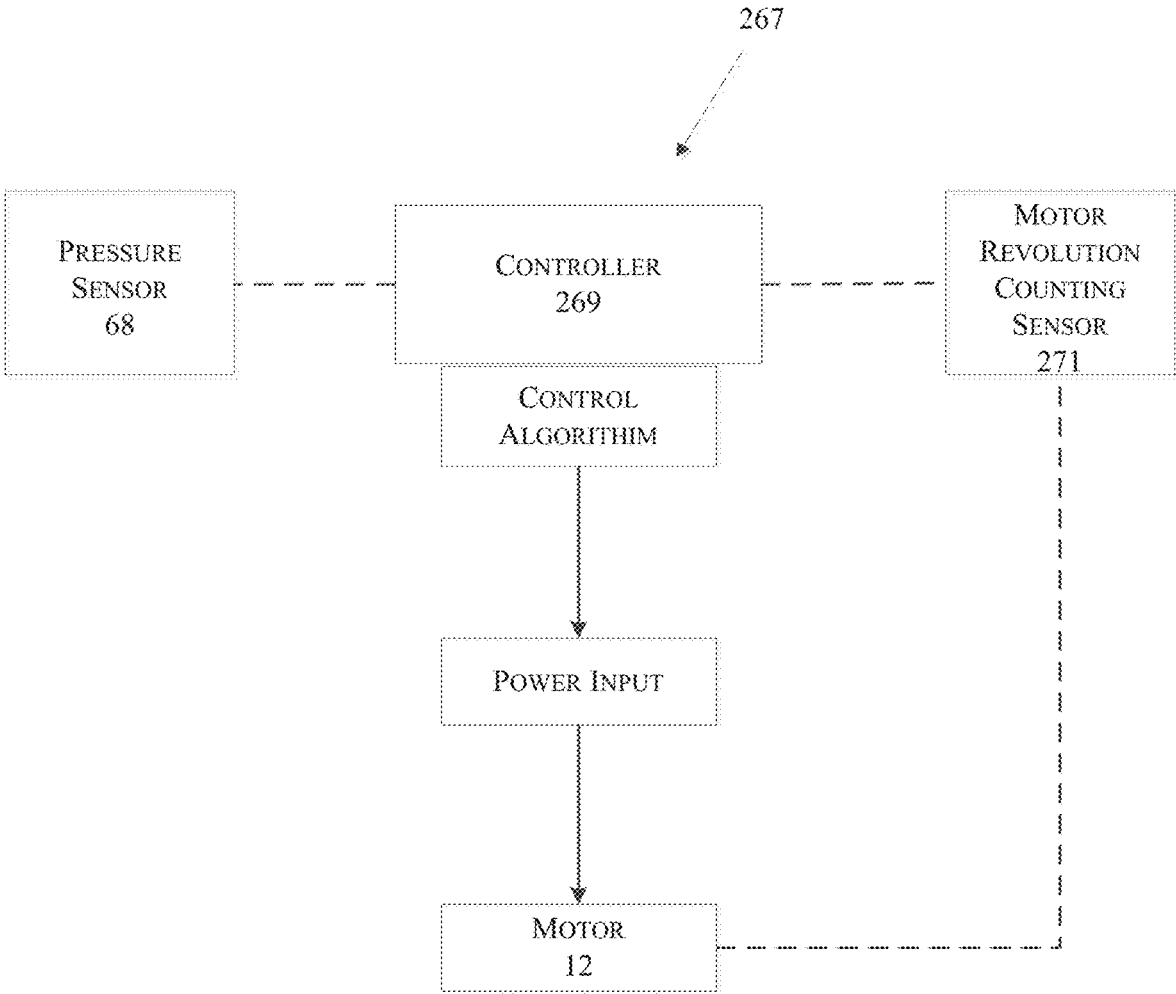 267
PRESSURE
SENSOR
68
CONTROLLER
269
MOTOR
REVOLUTION
COUNTING
SENSOR
271
CONTROL
ALGORITHIM
POWER INPUT
MOTOR
12